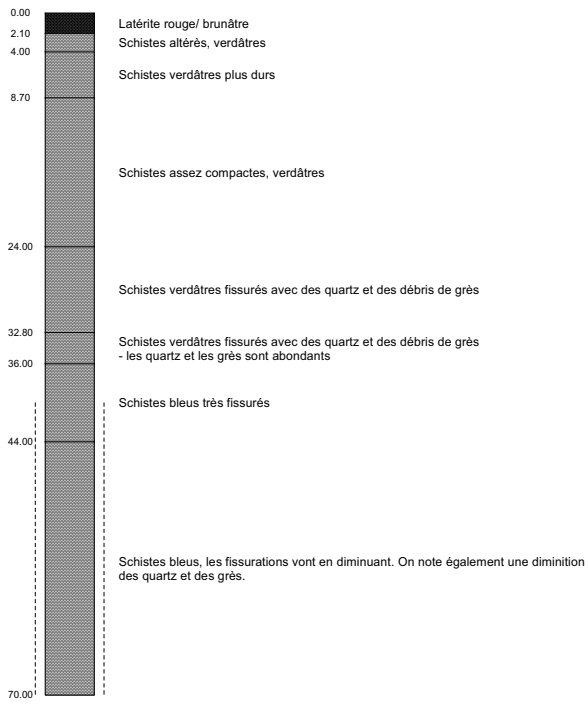 0.00
Latérite rouge/ brunâtre
2.10
Schistes altérès, verdâtres
4.00
Schistes verdâtres plus durs
8.70
Schistes assez compactes, verdâtres
24.00
Schistes verdâtres fissurés avec des quartz et des débris de grès
32.80
Schistes verdâtres fissurés avec des quartz et des débris de grès
- les quartz et les grès sont abondants
36.00
Schistes bleus très fissurés
44.00
Schistes bleus, les fissurations vont en diminuant. On note également une diminition
des quartz et des grès.
70.00